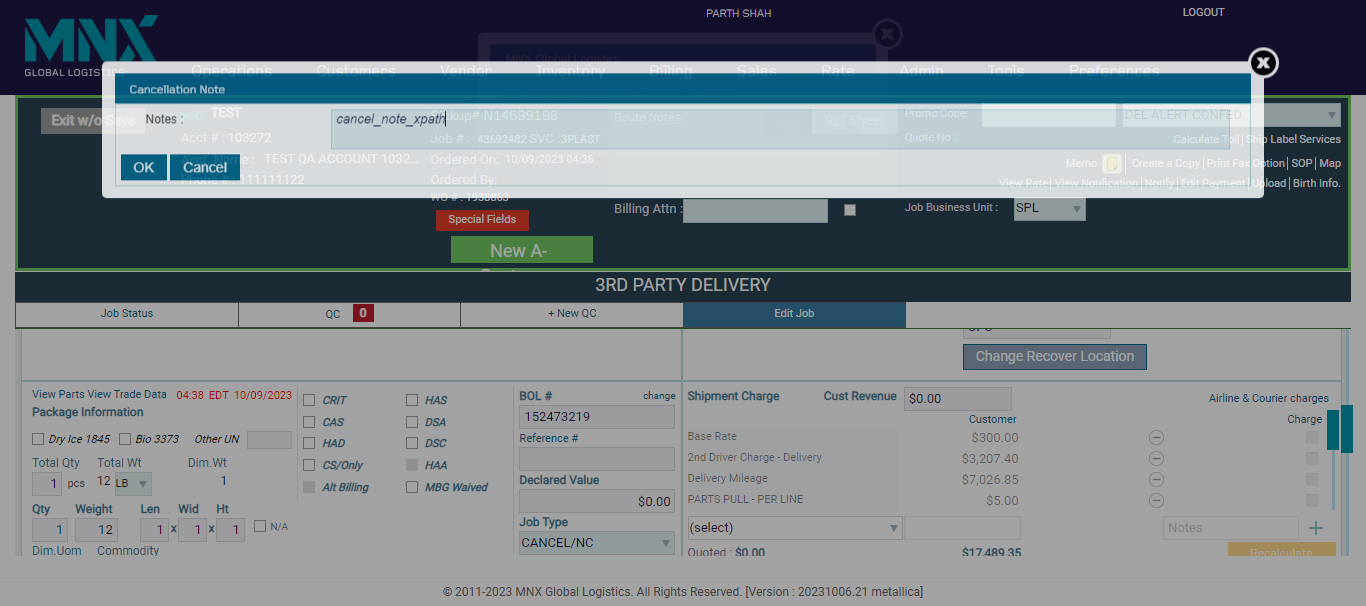 PARTH SHAH
LOGOUT
MNX
GLOBAL LOGISTICS
MNX Global Logistics
Operations Customers Vendor Inventory Billing Sales Rate Admin Tools Preferences
Cancellation Note
Notes :
cancel_note_xpath
OK Cancel
Exit w/o Save
TEST
Acct # : 103272
Acct. Name : TEST QA ACCOUNT 1032...
Phone # : 111111122
Pickup# N14699198
Job # : 43692482 SVC :3PLAST
Ordered On: 10/09/2023 04:36
Ordered By:
WO # : 1938863
Special Fields
New A-
Route Notes:
Ref Sheet
Billing Attn :
Promo Code:
DEL ALERT CONFED
Quote No :
Calculate Toll | Ship Label Services
Memo | Create a Copy | Print Fax Option | SOP | Map
View Rate | View Notification | Notify | Edit Payment | Upload | Birth Info.
Job Business Unit : SPL
3RD PARTY DELIVERY
Job Status QC 0 + New QC Edit Job
Change Recover Location
View Parts View Trade Data 04:38 EDT 10/09/2023
Package Information
Dry Ice 1845 Bio 3373 Other UN
Total Qty Total Wt Dim.Wt
1 pcs 12 LB 1
Qty Weight Len Wid Ht
1 12 1 x 1 x 1 N/A
Dim.Uom Commodity
CRIT HAS
CAS DSA
HAD DSC
CS/Only HAA
Alt Billing MBG Waived
BOL # change
152473219
Reference #
Declared Value
$0.00
Job Type
CANCEL/NC
Shipment Charge Cust Revenue $0.00 Airline & Courier charges
Customer Charge
Base Rate $300.00
2nd Driver Charge - Delivery $3,207.40
Delivery Mileage $7,026.85
PARTS PULL - PER LINE $5.00
(select) Notes +
Quoted : $0.00 $17,489.35 Recalculate
© 2011-2023 MNX Global Logistics. All Rights Reserved. [Version : 20231006.21 metallica]